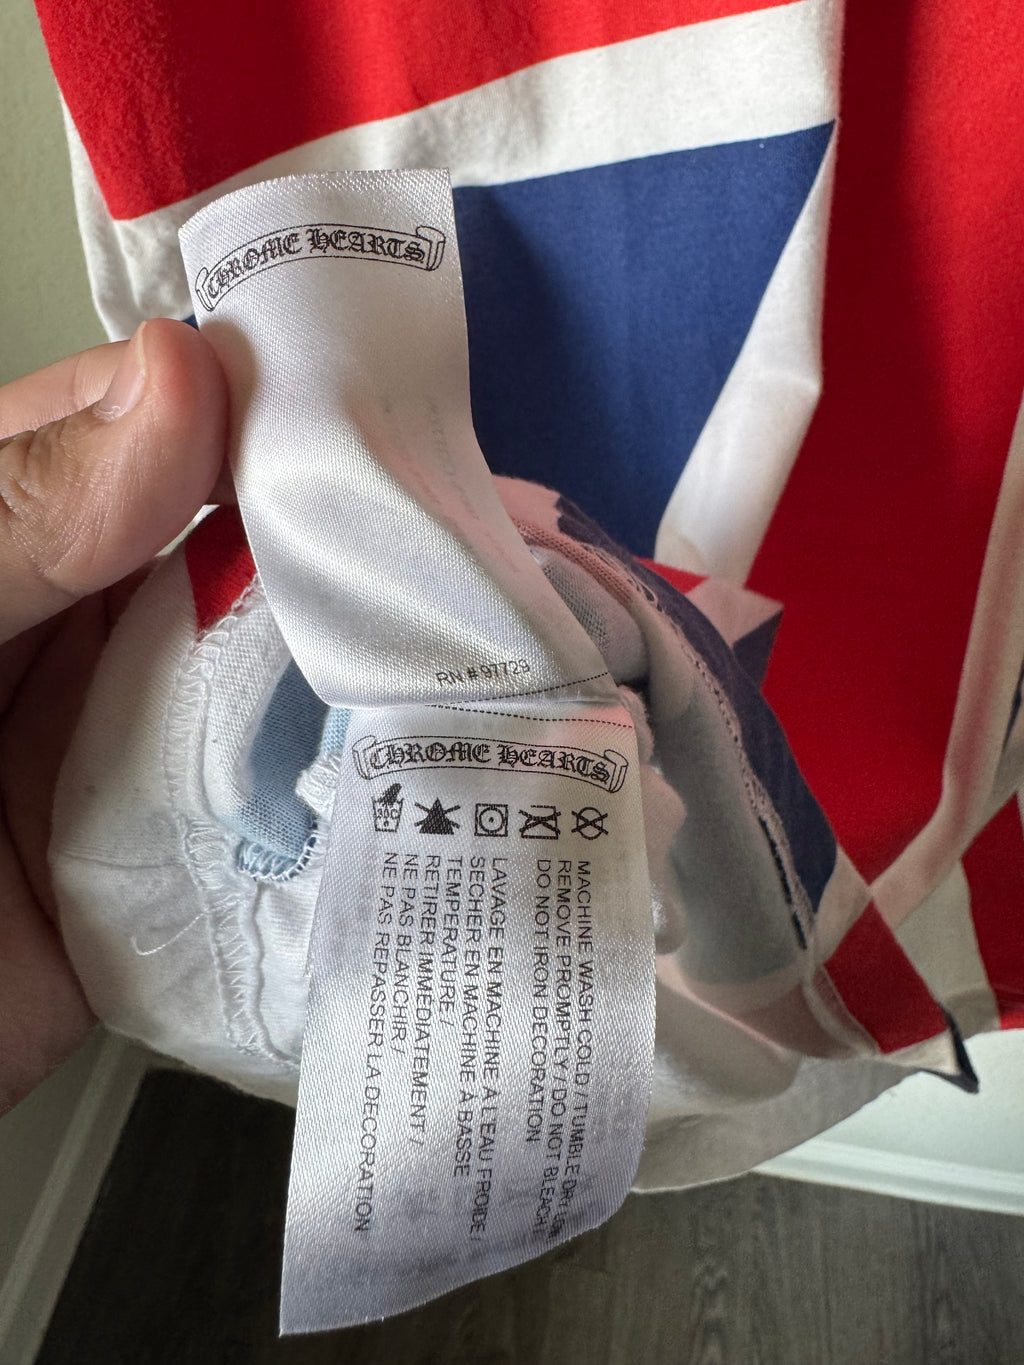 CHROME HEARTS
RN # 97729
CHROME HEARTS
30C
MACHINE WASH COLD / TUMBLE DRY LOW
REMOVE PROMPTLY / DO NOT BLEACH /
DO NOT IRON DECORATION
LAVAGE EN MACHINE À L'EAU FROIDE /
SECHER EN MACHINE À BASSE
TEMPERATURE /
RETIRER IMMEDIATEMENT /
NE PAS BLANCHIR /
NE PAS REPASSER LA DECORATION